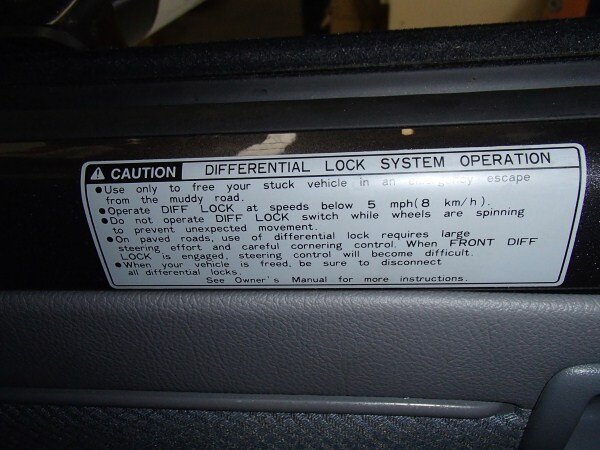 ⚠ CAUTION DIFFERENTIAL LOCK SYSTEM OPERATION
●Use only to free your stuck vehicle in an emergency escape
from the muddy road.
●Operate DIFF LOCK at speeds below 5 mph(8 km/h).
●Do not operate DIFF LOCK switch while wheels are spinning
to prevent unexpected movement.
●On paved roads, use of differential lock requires large
steering effort and careful cornering control. When FRONT DIFF
LOCK is engaged, steering control will become difficult.
●When your vehicle is freed, be sure to disconnect
all differential locks.
See Owner's Manual for more instructions.